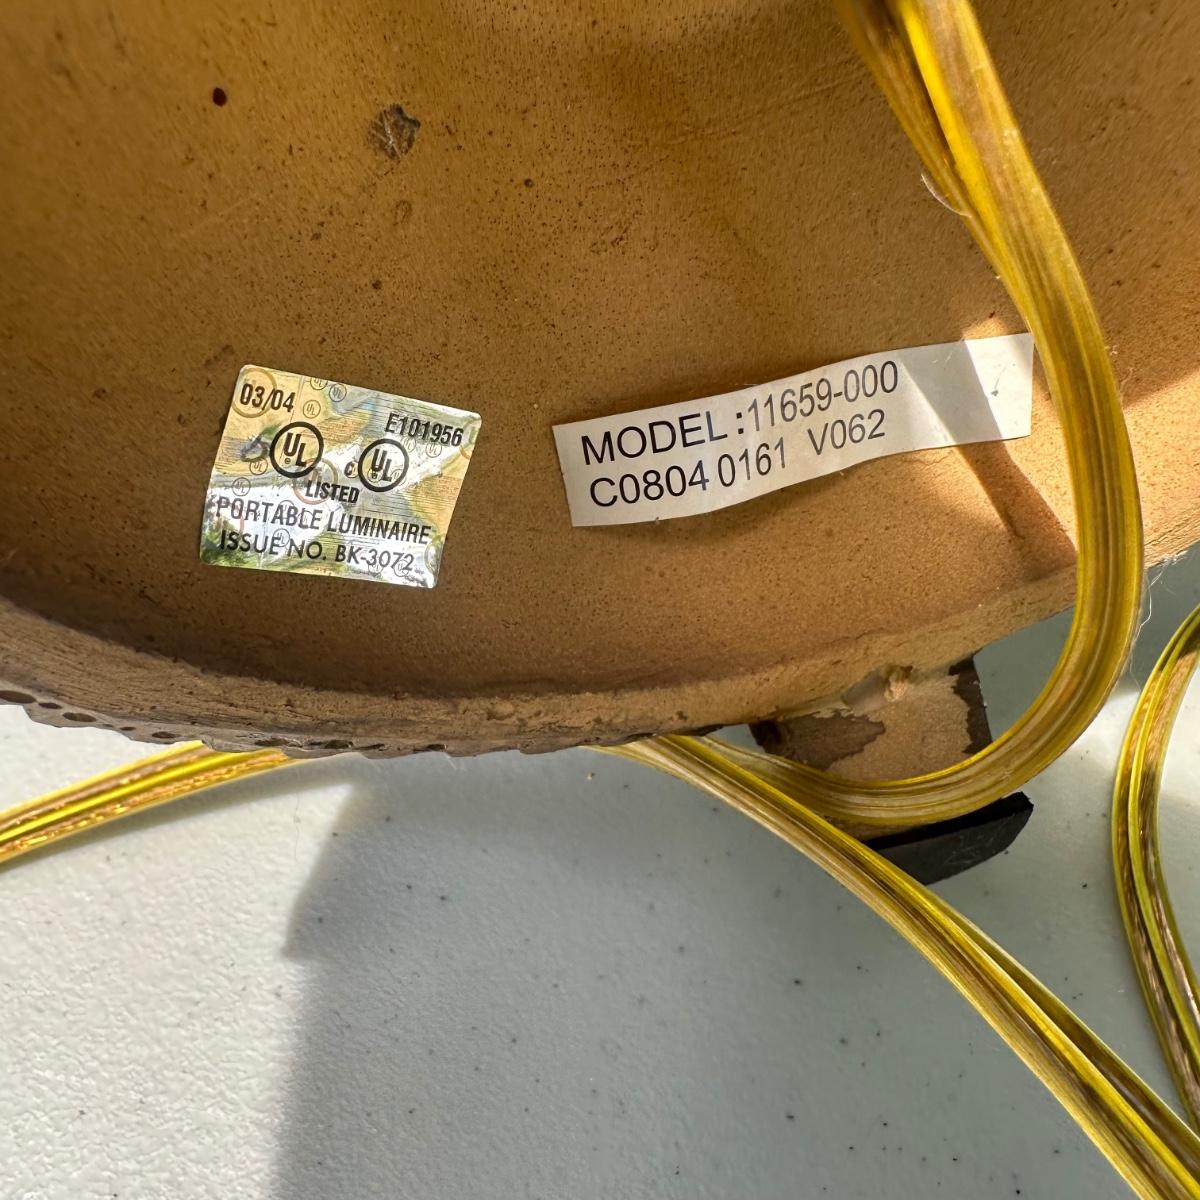 03/04
E101956
UL C UL
LISTED
PORTABLE LUMINAIRE
ISSUE NO. BK-3072
MODEL :11659-000
C0804 0161 V062